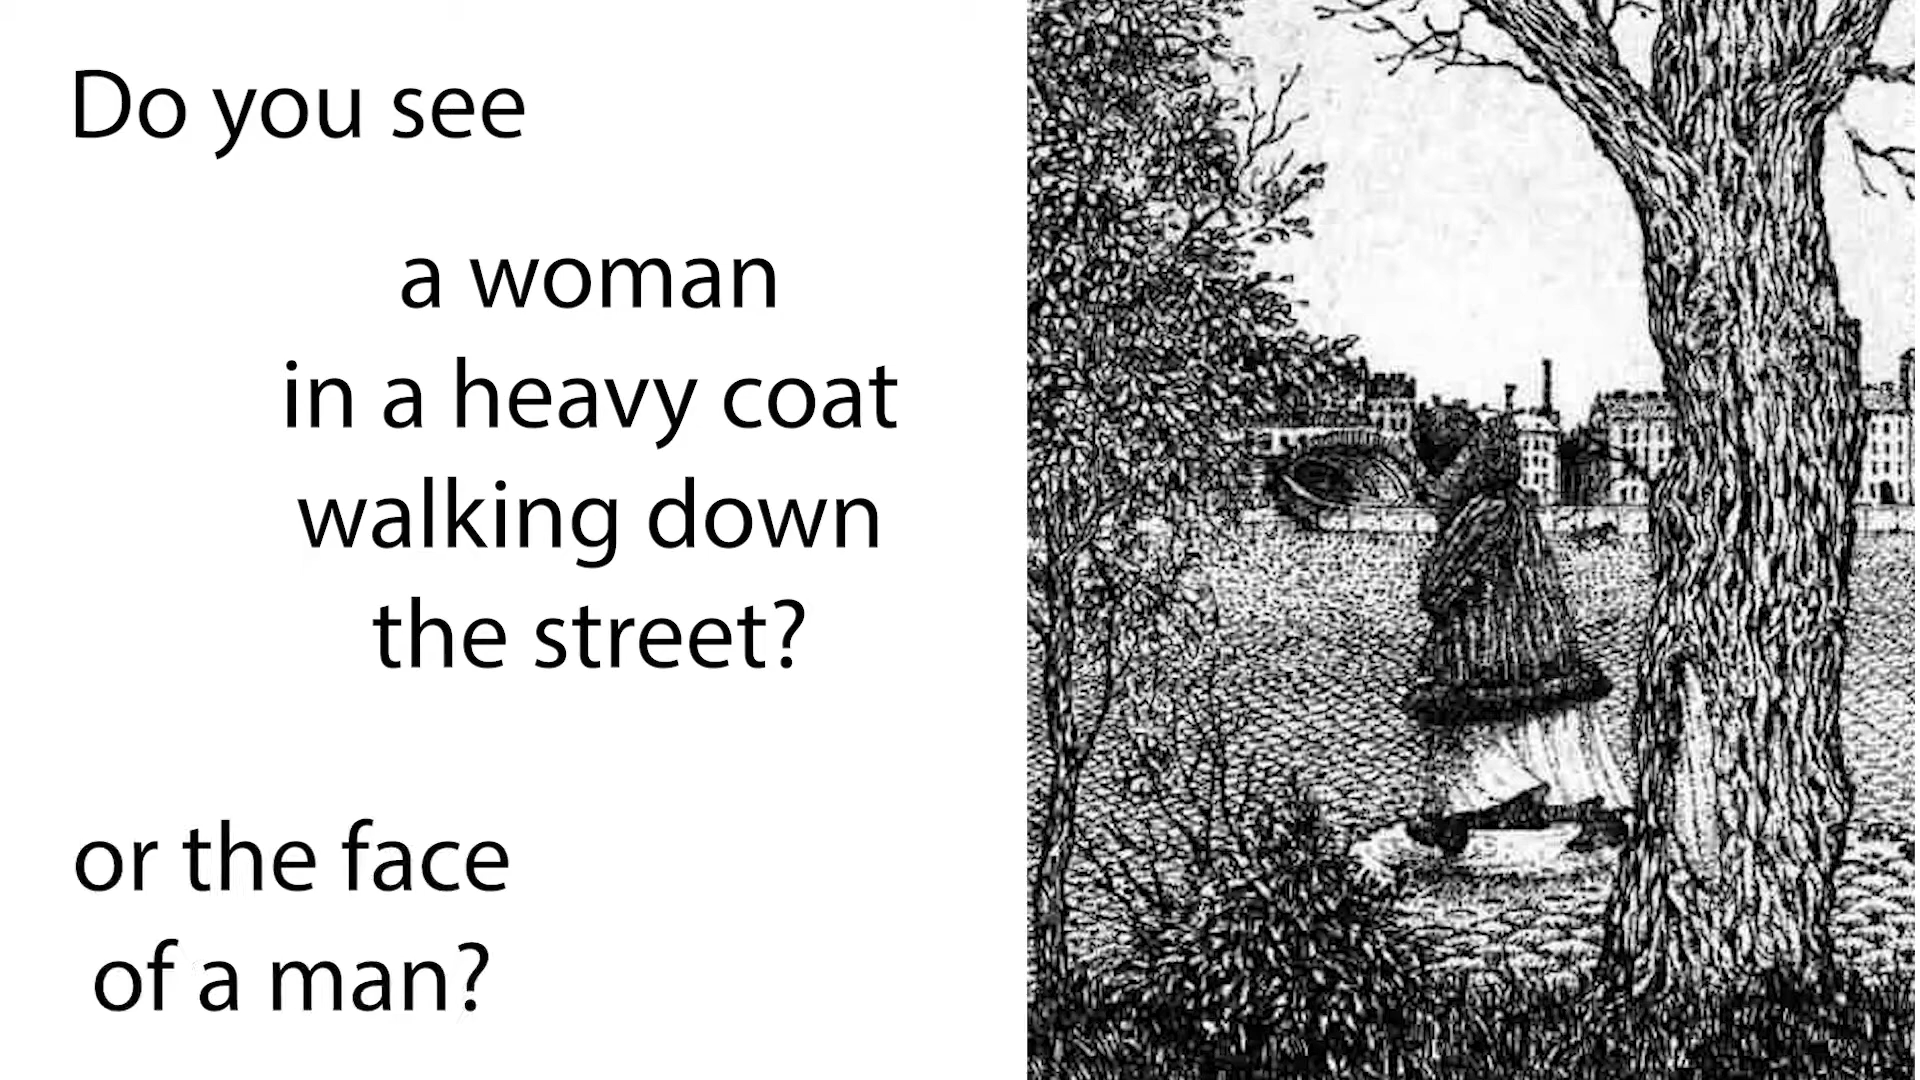 Do you see
a woman
in a heavy coat
walking down
the street?
or the face
of a man?